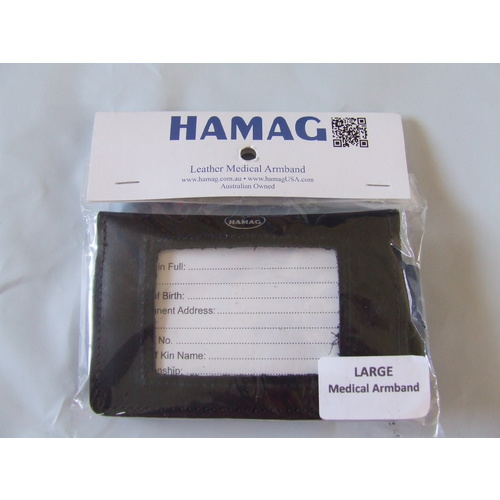 HAMAG
Leather Medical Armband
www.hamag.com.au • www.hamagUSA.com
Australian Owned
HAMAG
in Full:
of Birth:
nent Address:
No.
f Kin Name:
nship:
LARGE
Medical Armband